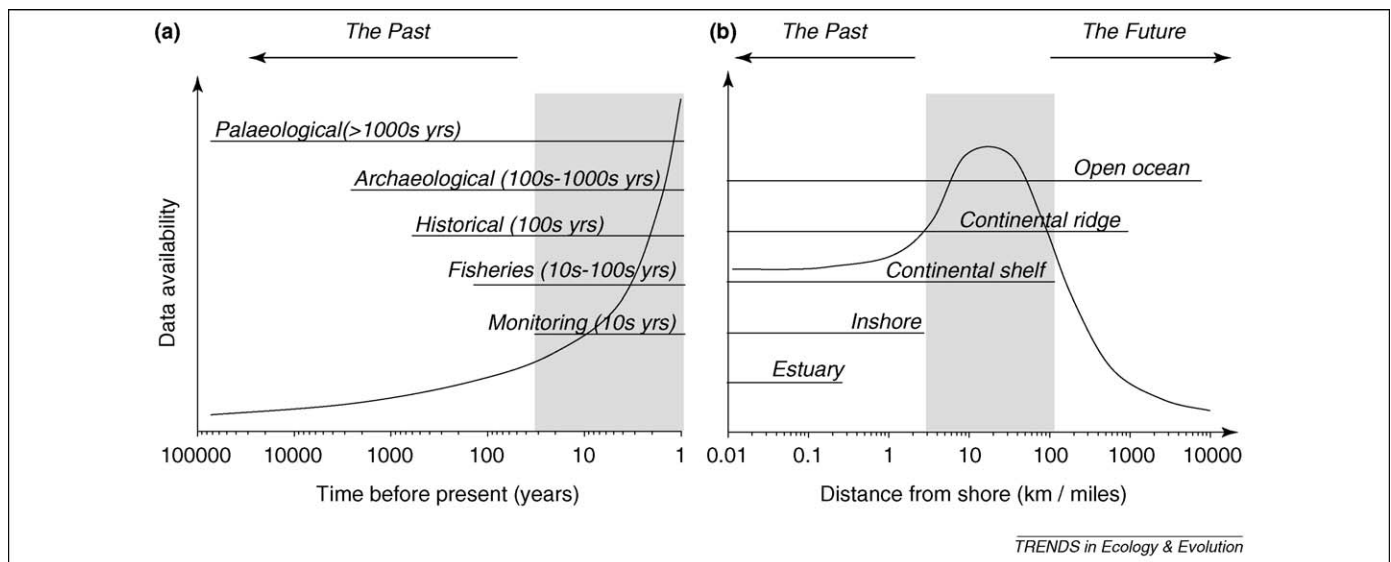 (a)
The Past
Data availability
Palaeological(>1000s yrs)
Archaeological (100s-1000s yrs)
Historical (100s yrs)
Fisheries (10s-100s yrs)
Monitoring (10s yrs)
100000 10000 1000 100 10 1
Time before present (years)
(b)
The Past
The Future
Open ocean
Continental ridge
Continental shelf
Inshore
Estuary
0.01 0.1 1 10 100 1000 10000
Distance from shore (km / miles)
TRENDS in Ecology & Evolution